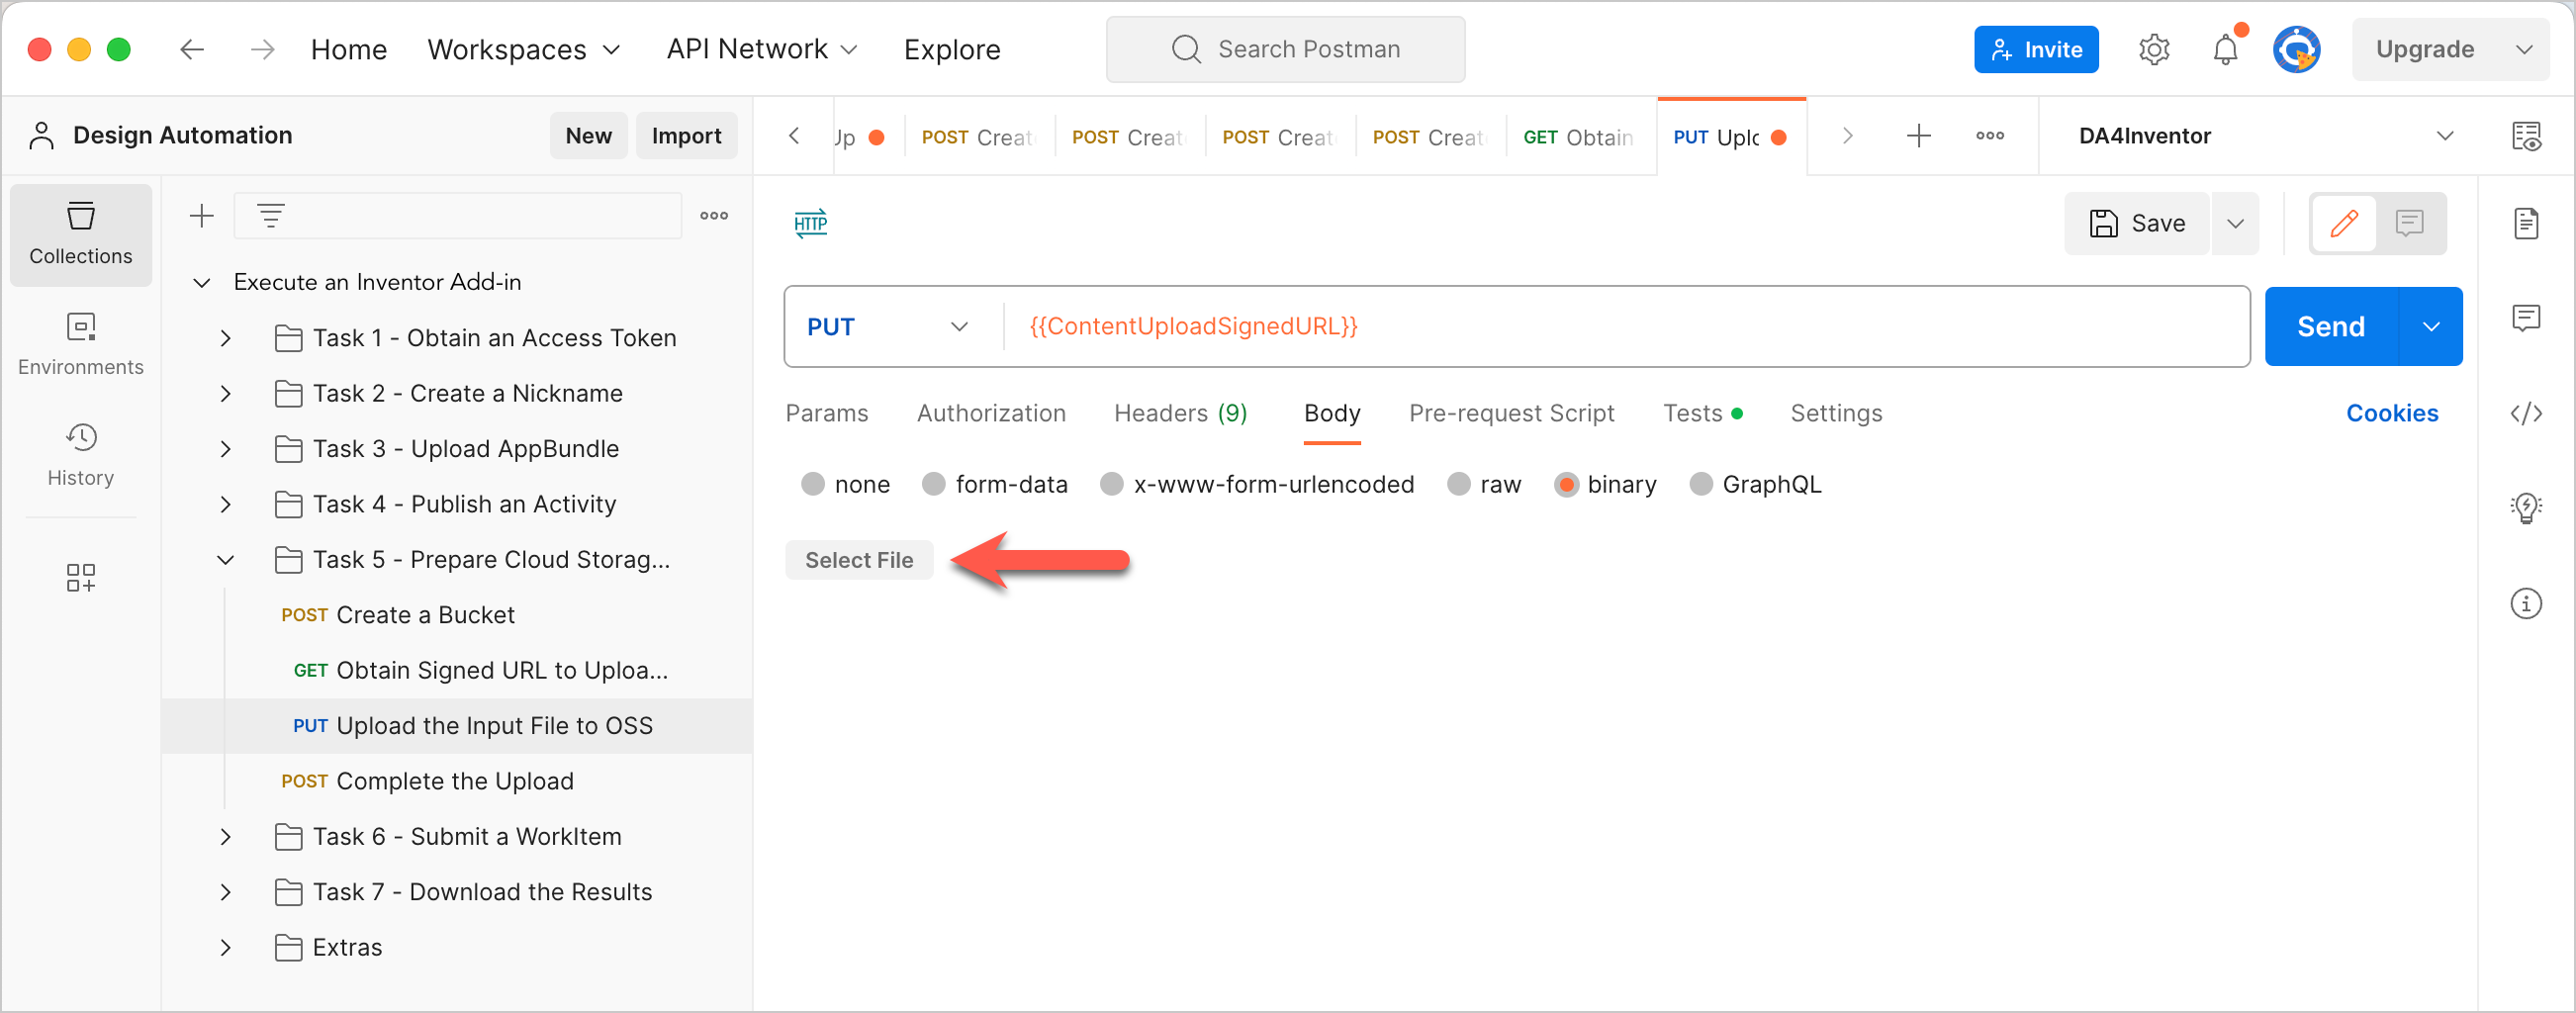 Home Workspaces API Network Explore Search Postman Invite Upgrade
Design Automation New Import
Up POST Creat POST Creat POST Creat POST Creat GET Obtain PUT Uplo DA4Inventor
Collections
Environments
History
Execute an Inventor Add-in
Task 1 - Obtain an Access Token
Task 2 - Create a Nickname
Task 3 - Upload AppBundle
Task 4 - Publish an Activity
Task 5 - Prepare Cloud Storag...
POST Create a Bucket
GET Obtain Signed URL to Uploa...
PUT Upload the Input File to OSS
POST Complete the Upload
Task 6 - Submit a WorkItem
Task 7 - Download the Results
Extras
HTTP Save
PUT {{ContentUploadSignedURL}} Send
Params Authorization Headers (9) Body Pre-request Script Tests Settings Cookies
none form-data x-www-form-urlencoded raw binary GraphQL
Select File